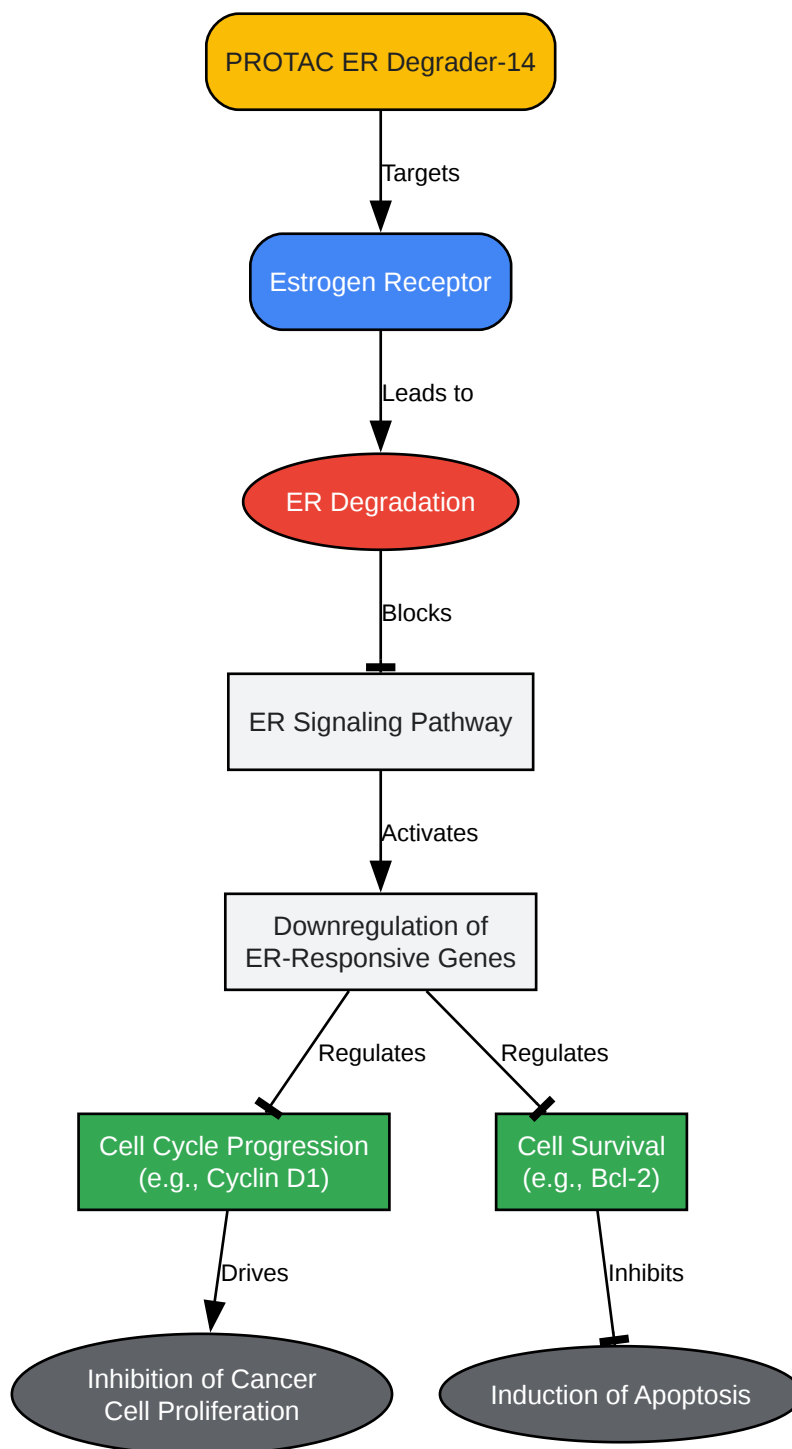 PROTAC ER Degrader-14
Targets
Estrogen Receptor
Leads to
ER Degradation
Blocks
ER Signaling Pathway
Activates
Downregulation of
ER-Responsive Genes
Regulates
Regulates
Cell Cycle Progression
(e.g., Cyclin D1)
Cell Survival
(e.g., Bcl-2)
Drives
Inhibits
Inhibition of Cancer
Cell Proliferation
Induction of Apoptosis